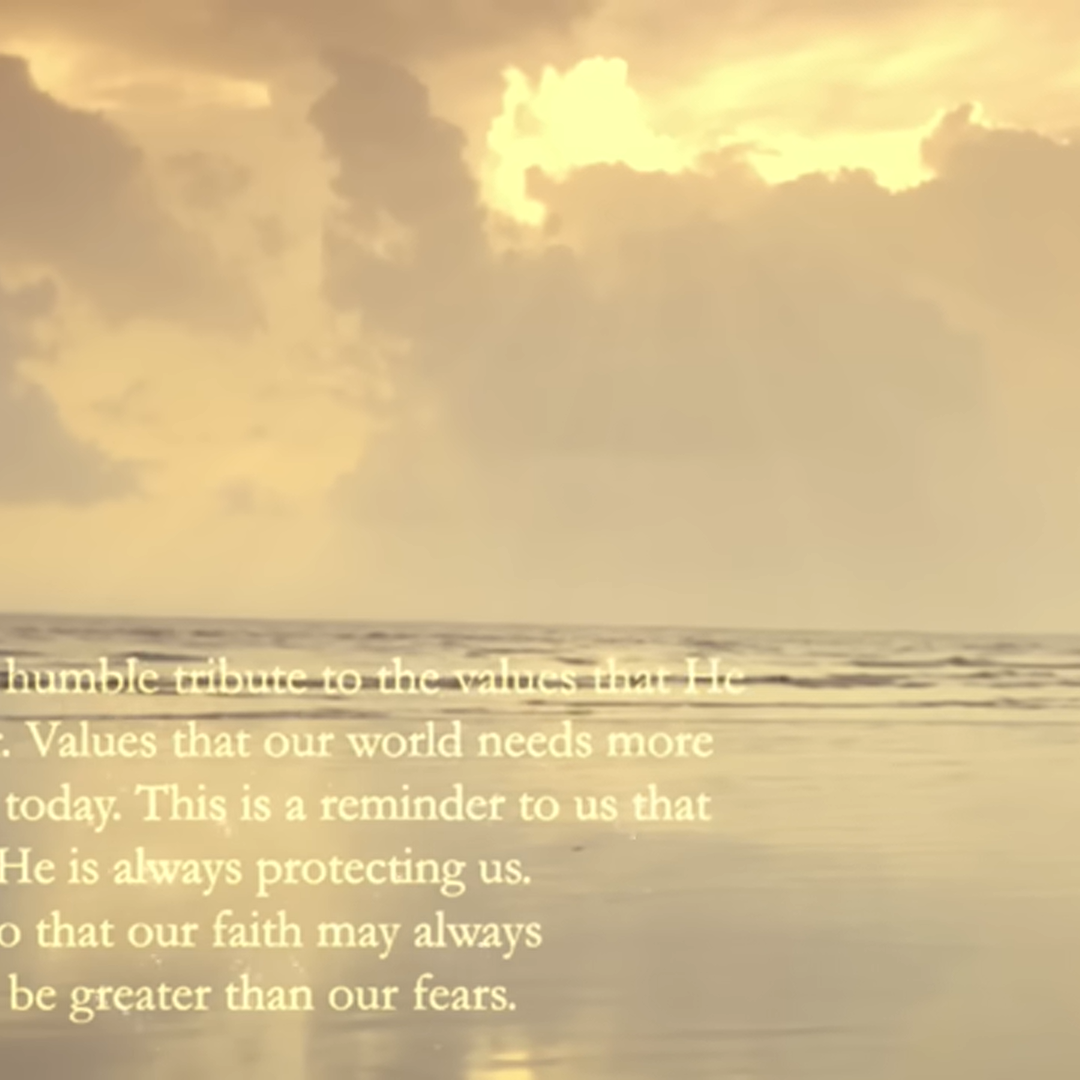 humble tribute to the values that He
. Values that our world needs more
today. This is a reminder to us that
He is always protecting us.
that our faith may always
be greater than our fears.